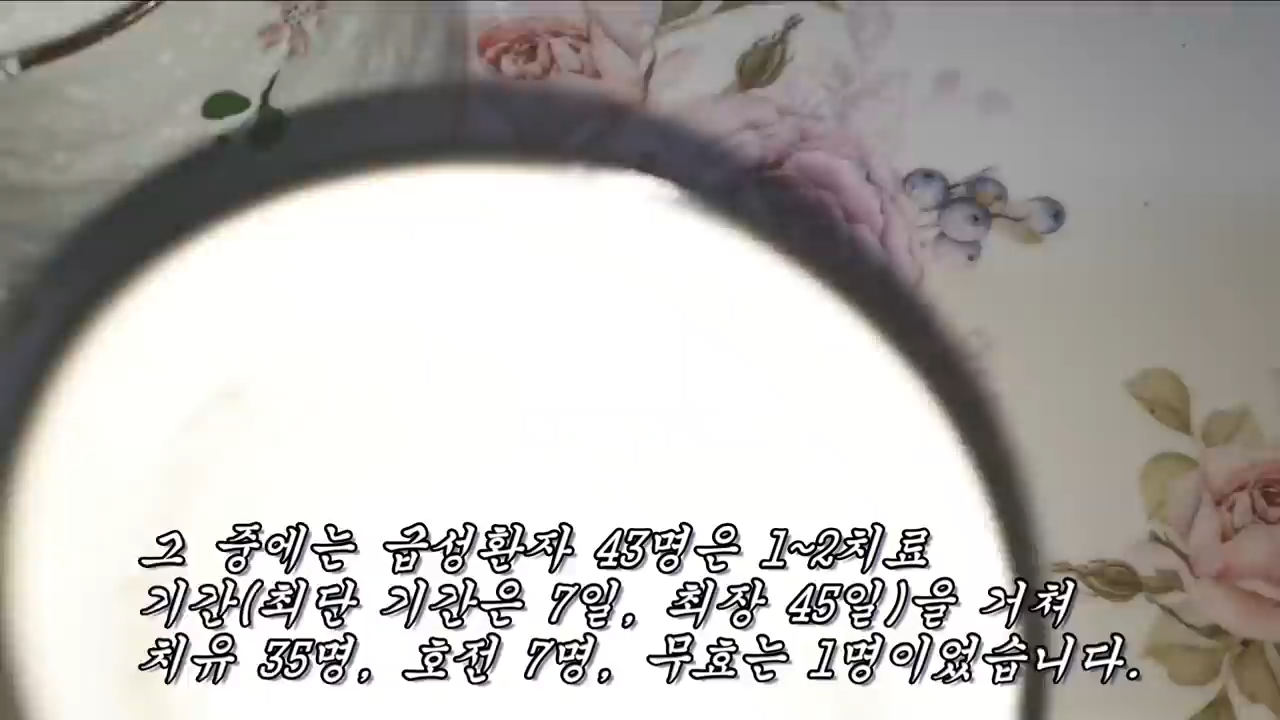 그 중에는 급성환자 43명은 1~2치료
기간(최단 기간은 7일, 최장 45일)을 거쳐
치유 35명, 호전 7명, 무효는 1명이었습니다.